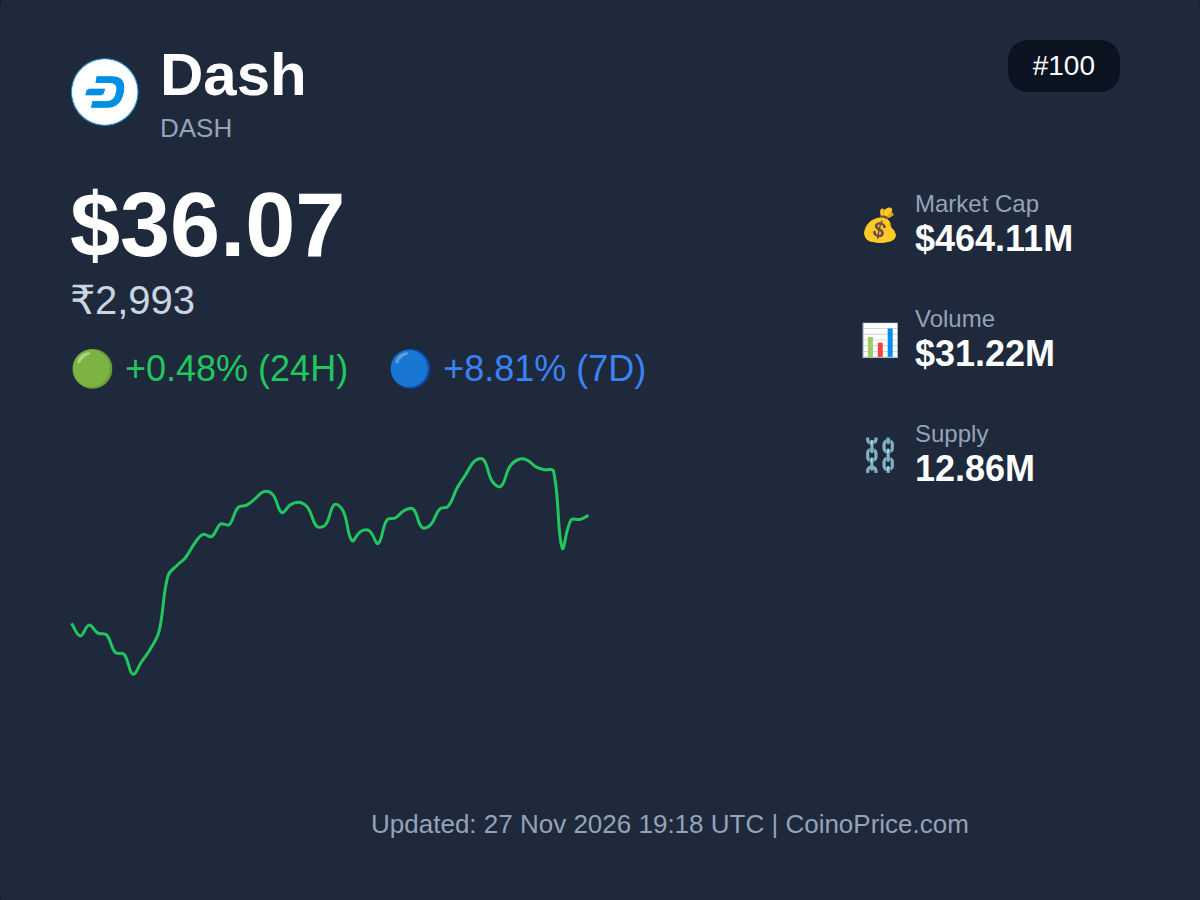 Dash
DASH
#100
$36.07
₹2,993
+0.48% (24H)
+8.81% (7D)
Market Cap
$464.11M
Volume
$31.22M
Supply
12.86M
Updated: 27 Nov 2026 19:18 UTC | CoinoPrice.com